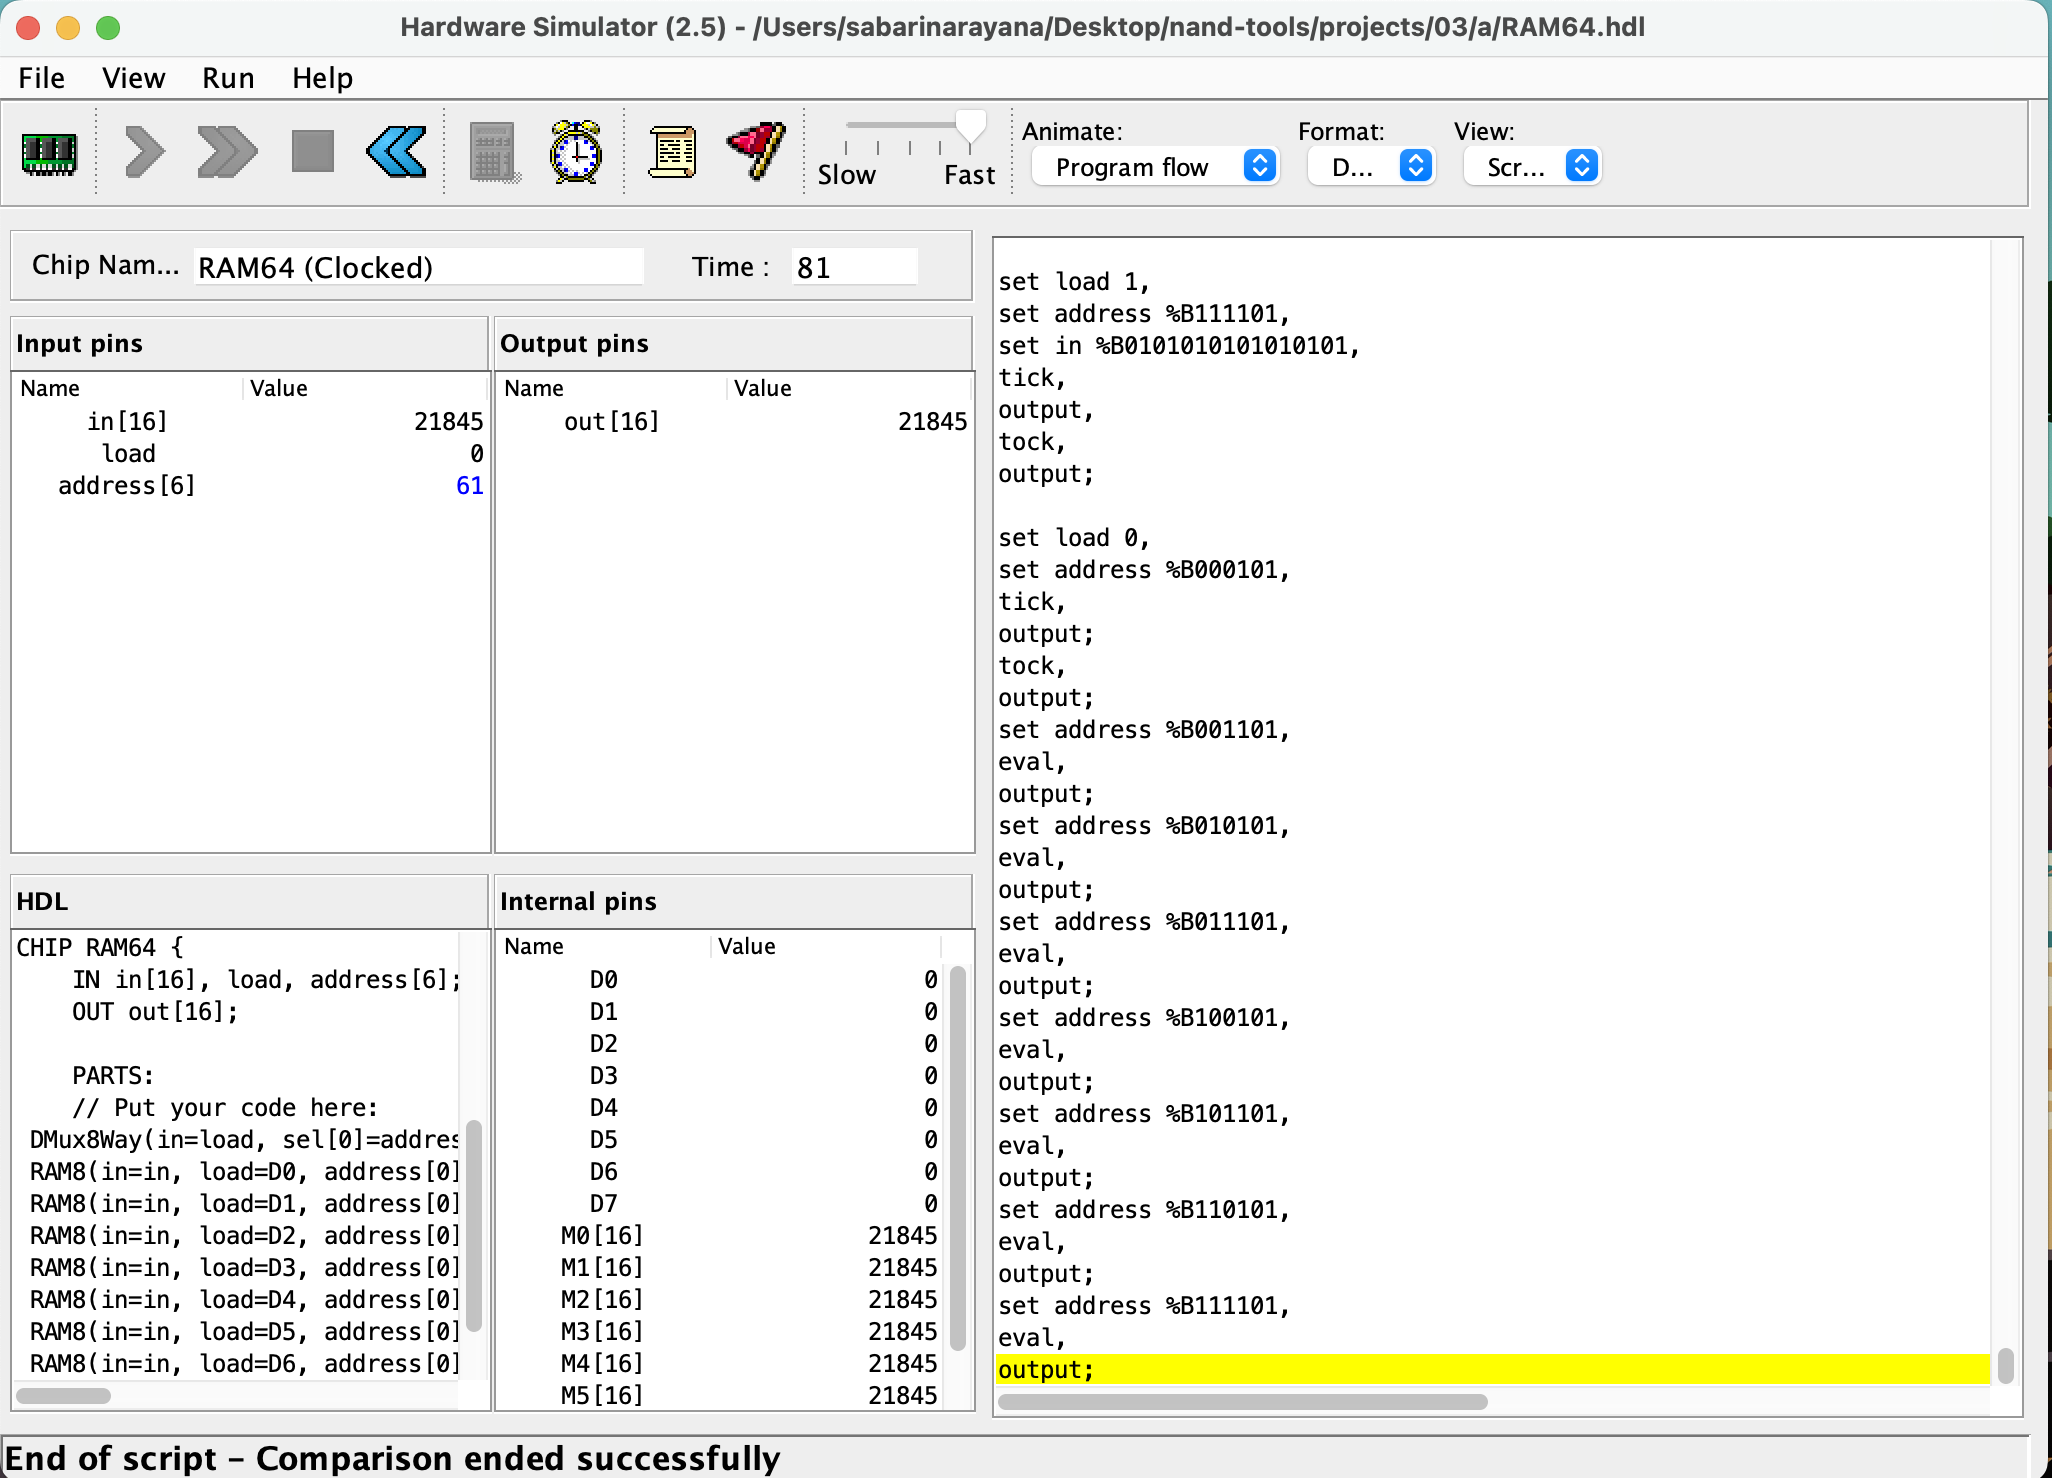 Hardware Simulator (2.5) - /Users/sabarinarayana/Desktop/nand-tools/projects/03/a/RAM64.hdl
File View Run Help
Slow Fast
Animate: Format: View:
Program flow D... Scr...
Chip Nam... RAM64 (Clocked) Time : 81
Input pins
Name Value
in[16] 21845
load 0
address[6] 61
Output pins
Name Value
out[16] 21845
HDL
CHIP RAM64 {
IN in[16], load, address[6];
OUT out[16];
PARTS:
// Put your code here:
DMux8Way(in=load, sel[0]=addres
RAM8(in=in, load=D0, address[0]
RAM8(in=in, load=D1, address[0]
RAM8(in=in, load=D2, address[0]
RAM8(in=in, load=D3, address[0]
RAM8(in=in, load=D4, address[0]
RAM8(in=in, load=D5, address[0]
RAM8(in=in, load=D6, address[0]
Internal pins
Name Value
D0 0
D1 0
D2 0
D3 0
D4 0
D5 0
D6 0
D7 0
M0[16] 21845
M1[16] 21845
M2[16] 21845
M3[16] 21845
M4[16] 21845
M5[16] 21845
set load 1,
set address %B111101,
set in %B0101010101010101,
tick,
output,
tock,
output;
set load 0,
set address %B000101,
tick,
output;
tock,
output;
set address %B001101,
eval,
output;
set address %B010101,
eval,
output;
set address %B011101,
eval,
output;
set address %B100101,
eval,
output;
set address %B101101,
eval,
output;
set address %B110101,
eval,
output;
set address %B111101,
eval,
output;
End of script – Comparison ended successfully